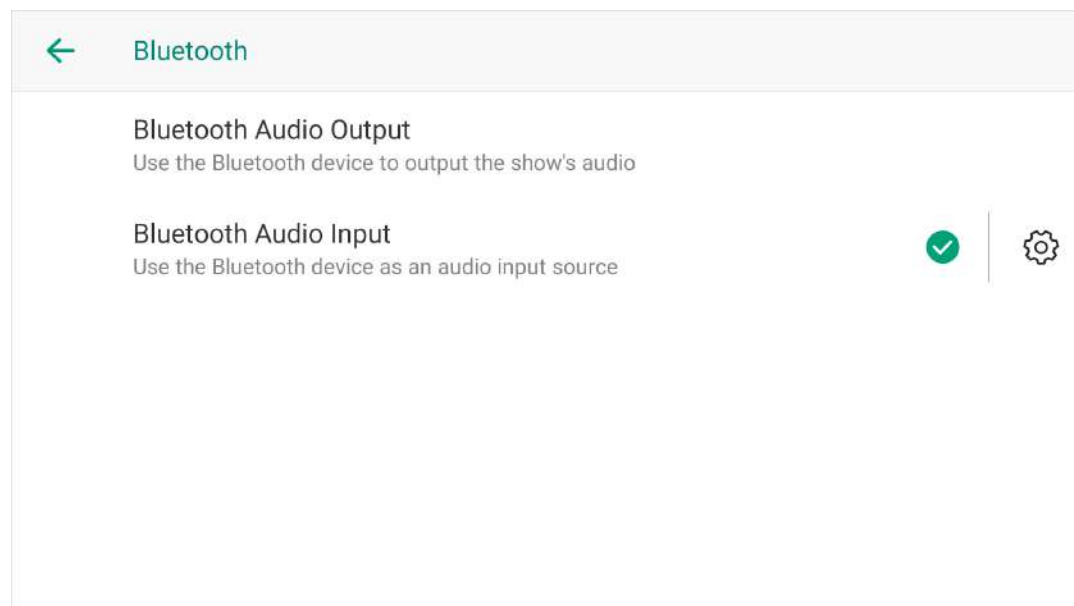 Bluetooth
Bluetooth Audio Output
Use the Bluetooth device to output the show's audio
Bluetooth Audio Input
Use the Bluetooth device as an audio input source